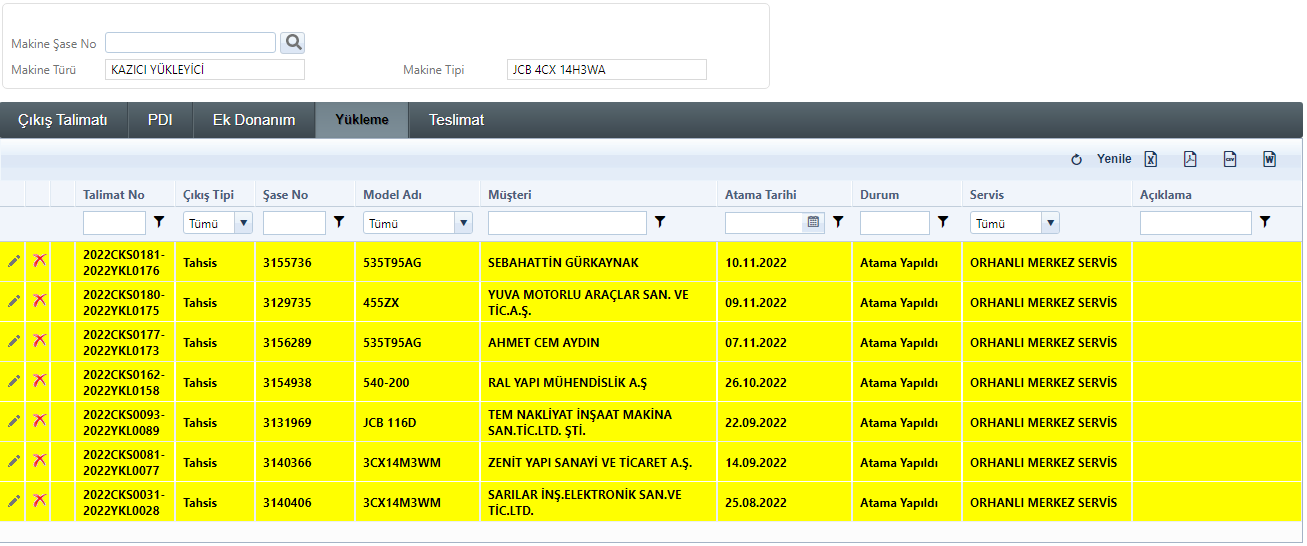 Makine Şase No
Makine Türü KAZICI YÜKLEYİCİ Makine Tipi JCB 4CX 14H3WA
Çıkış Talimatı PDI Ek Donanım Yükleme Teslimat
Yenile
Talimat No Çıkış Tipi Şase No Model Adı Müşteri Atama Tarihi Durum Servis Açıklama
Tümü Tümü Tümü
2022CKS0181-
2022YKL0176 Tahsis 3155736 535T95AG SEBAHATTİN GÜRKAYNAK 10.11.2022 Atama Yapıldı ORHANLI MERKEZ SERVİS
2022CKS0180-
2022YKL0175 Tahsis 3129735 455ZX YUVA MOTORLU ARAÇLAR SAN. VE
TİC.A.Ş. 09.11.2022 Atama Yapıldı ORHANLI MERKEZ SERVİS
2022CKS0177-
2022YKL0173 Tahsis 3156289 535T95AG AHMET CEM AYDIN 07.11.2022 Atama Yapıldı ORHANLI MERKEZ SERVİS
2022CKS0162-
2022YKL0158 Tahsis 3154938 540-200 RAL YAPI MÜHENDİSLİK A.Ş 26.10.2022 Atama Yapıldı ORHANLI MERKEZ SERVİS
2022CKS0093-
2022YKL0089 Tahsis 3131969 JCB 116D TEM NAKLİYAT İNŞAAT MAKİNA
SAN.TİC.LTD. ŞTİ. 22.09.2022 Atama Yapıldı ORHANLI MERKEZ SERVİS
2022CKS0081-
2022YKL0077 Tahsis 3140366 3CX14M3WM ZENİT YAPI SANAYİ VE TİCARET A.Ş. 14.09.2022 Atama Yapıldı ORHANLI MERKEZ SERVİS
2022CKS0031-
2022YKL0028 Tahsis 3140406 3CX14M3WM SARILAR İNŞ.ELEKTRONİK SAN.VE
TİC.LTD. 25.08.2022 Atama Yapıldı ORHANLI MERKEZ SERVİS